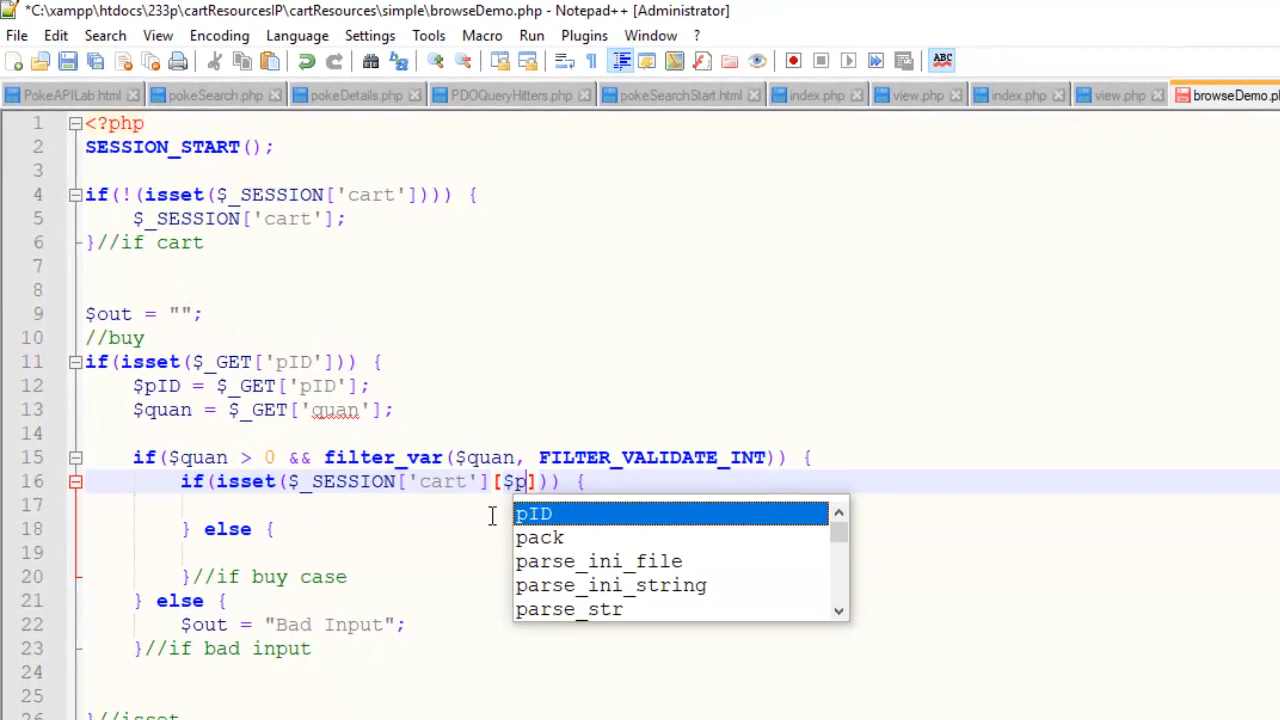 *C:\xampp\htdocs\233p\cartResourcesIP\cartResources\simple\browseDemo.php - Notepad++ [Administrator]
File Edit Search View Encoding Language Settings Tools Macro Run Plugins Window ?
ABC
PokeAPILab.html pokeSearch.php pokeDetails.php PDOQueryHitters.php pokeSearchStart.html index.php view.php index.php view.php browseDemo.p
1 <?php
2 SESSION_START();
3
4 if(!(isset($_SESSION['cart']))) {
5 $_SESSION['cart'];
6 }//if cart
7
8
9 $out = "";
10 //buy
11 if(isset($_GET['pID'])) {
12 $pID = $_GET['pID'];
13 $quan = $_GET['quan'];
14
15 if($quan > 0 && filter_var($quan, FILTER_VALIDATE_INT)) {
16 if(isset($_SESSION['cart'][$p])) {
17
18 } else {
19
20 }//if buy case
21 } else {
22 $out = "Bad Input";
23 }//if bad input
24
25
26 }//isset
pID
pack
parse_ini_file
parse_ini_string
parse_str